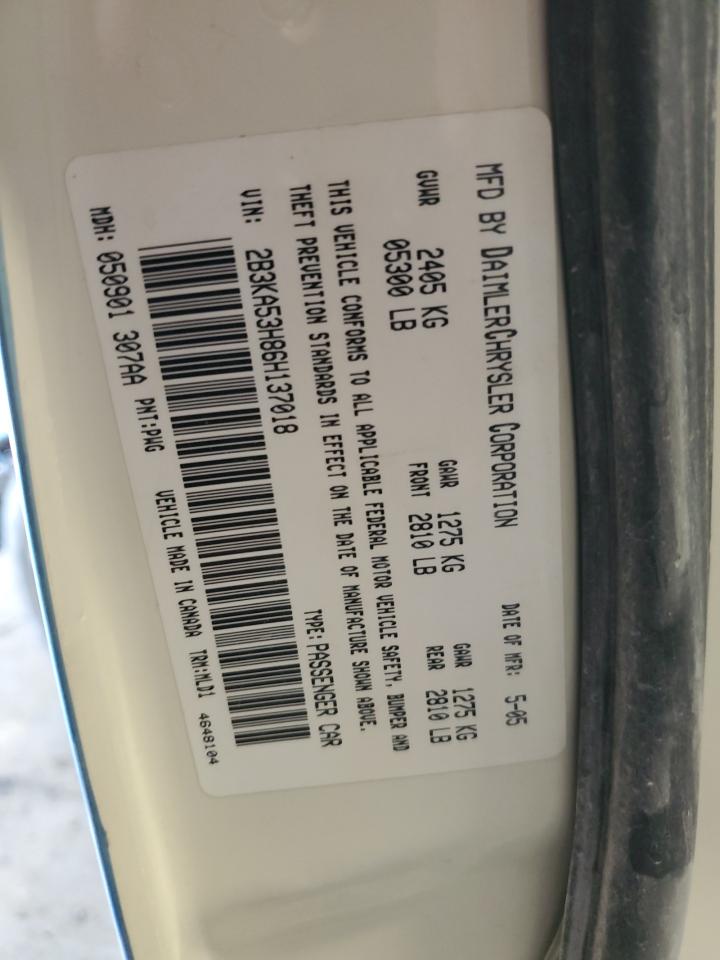 MFD BY DAIMLERCHRYSLER CORPORATION DATE OF MFR: 5-05
GVWR 2405 KG GAWR 1275 KG GAWR 1275 KG
05300 LB FRONT 2810 LB REAR 2810 LB
THIS VEHICLE CONFORMS TO ALL APPLICABLE FEDERAL MOTOR VEHICLE SAFETY, BUMPER AND
THEFT PREVENTION STANDARDS IN EFFECT ON THE DATE OF MANUFACTURE SHOWN ABOVE.
VIN: 2B3KA53H86H137018 TYPE: PASSENGER CAR
MDH: 050901 307AA PNT:PWG VEHICLE MADE IN CANADA TRM:MLD1 4648104